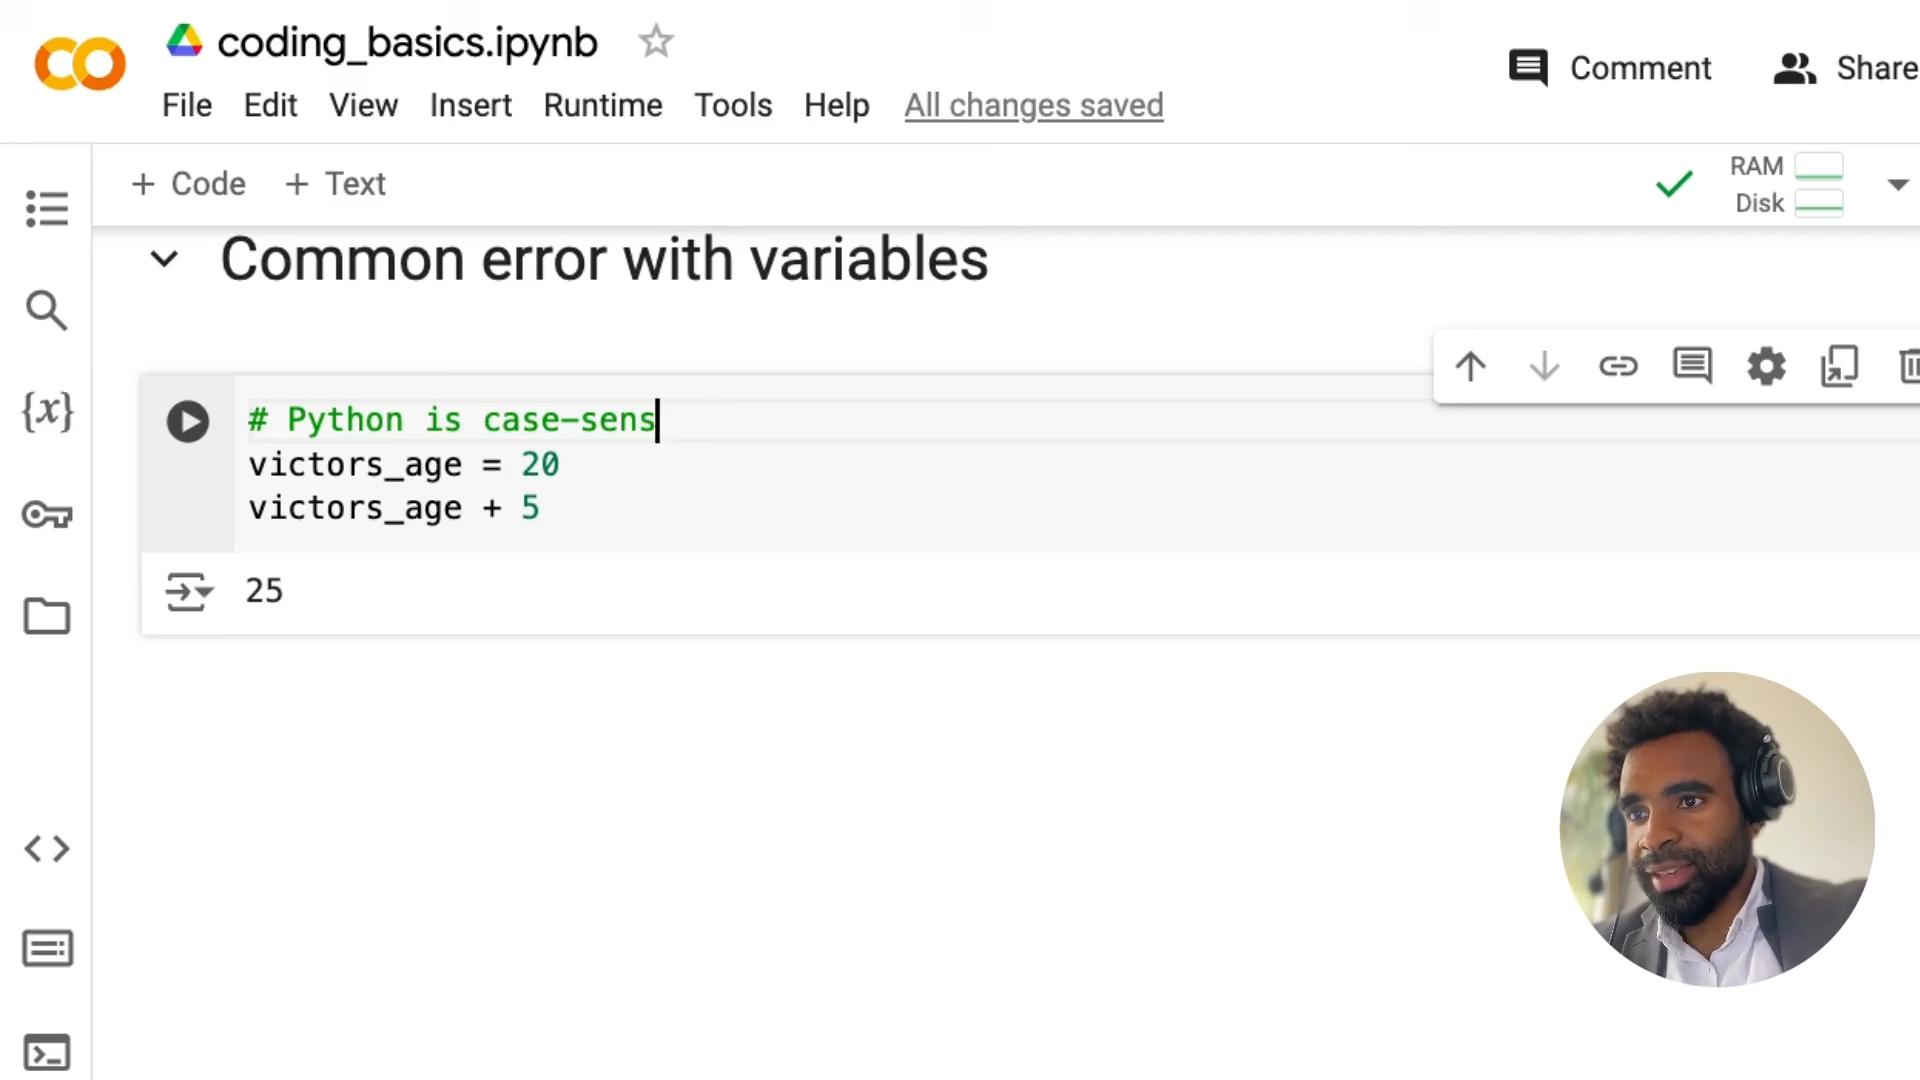 coding_basics.ipynb
Comment
Share
File Edit View Insert Runtime Tools Help All changes saved
+ Code + Text
RAM
Disk
Common error with variables
# Python is case-sens
victors_age = 20
victors_age + 5
25
{x}